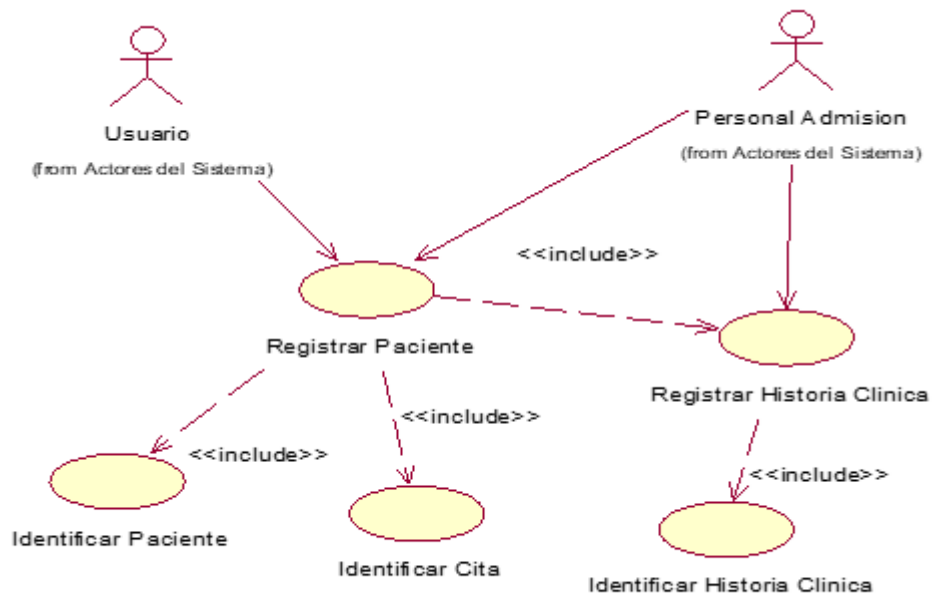 Usuario
(from Actores del Sistema)
Personal Admision
(from Actores del Sistema)
<<include>>
Registrar Paciente
Registrar Historia Clinica
<<include>>
<<include>>
<<include>>
Identificar Paciente
Identificar Cita
Identificar Historia Clinica